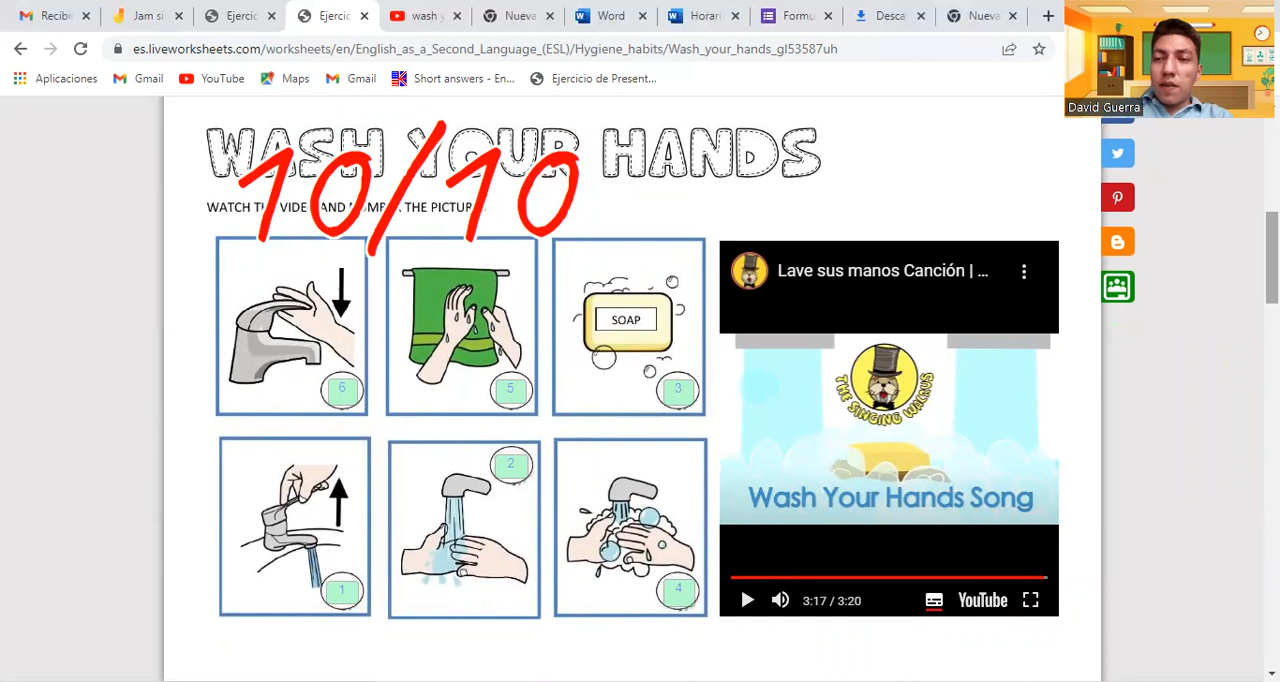 Recibi
Jam si
Ejercic
Ejercic
wash y
Nueva
Word
Horari
Formu
Desca
Nueva
es.liveworksheets.com/worksheets/en/English_as_a_Second_Language_(ESL)/Hygiene_habits/Wash_your_hands_gl53587uh
Aplicaciones
Gmail
YouTube
Maps
Gmail
Short answers - En...
Ejercicio de Present...
David Guerra
WASH YOUR HANDS
10/10
WATCH THE VIDEO AND NUMBER THE PICTURES
6
5
SOAP
3
1
2
4
Lave sus manos Canción | ...
THE SINGING WALRUS
Wash Your Hands Song
3:17 / 3:20
YouTube